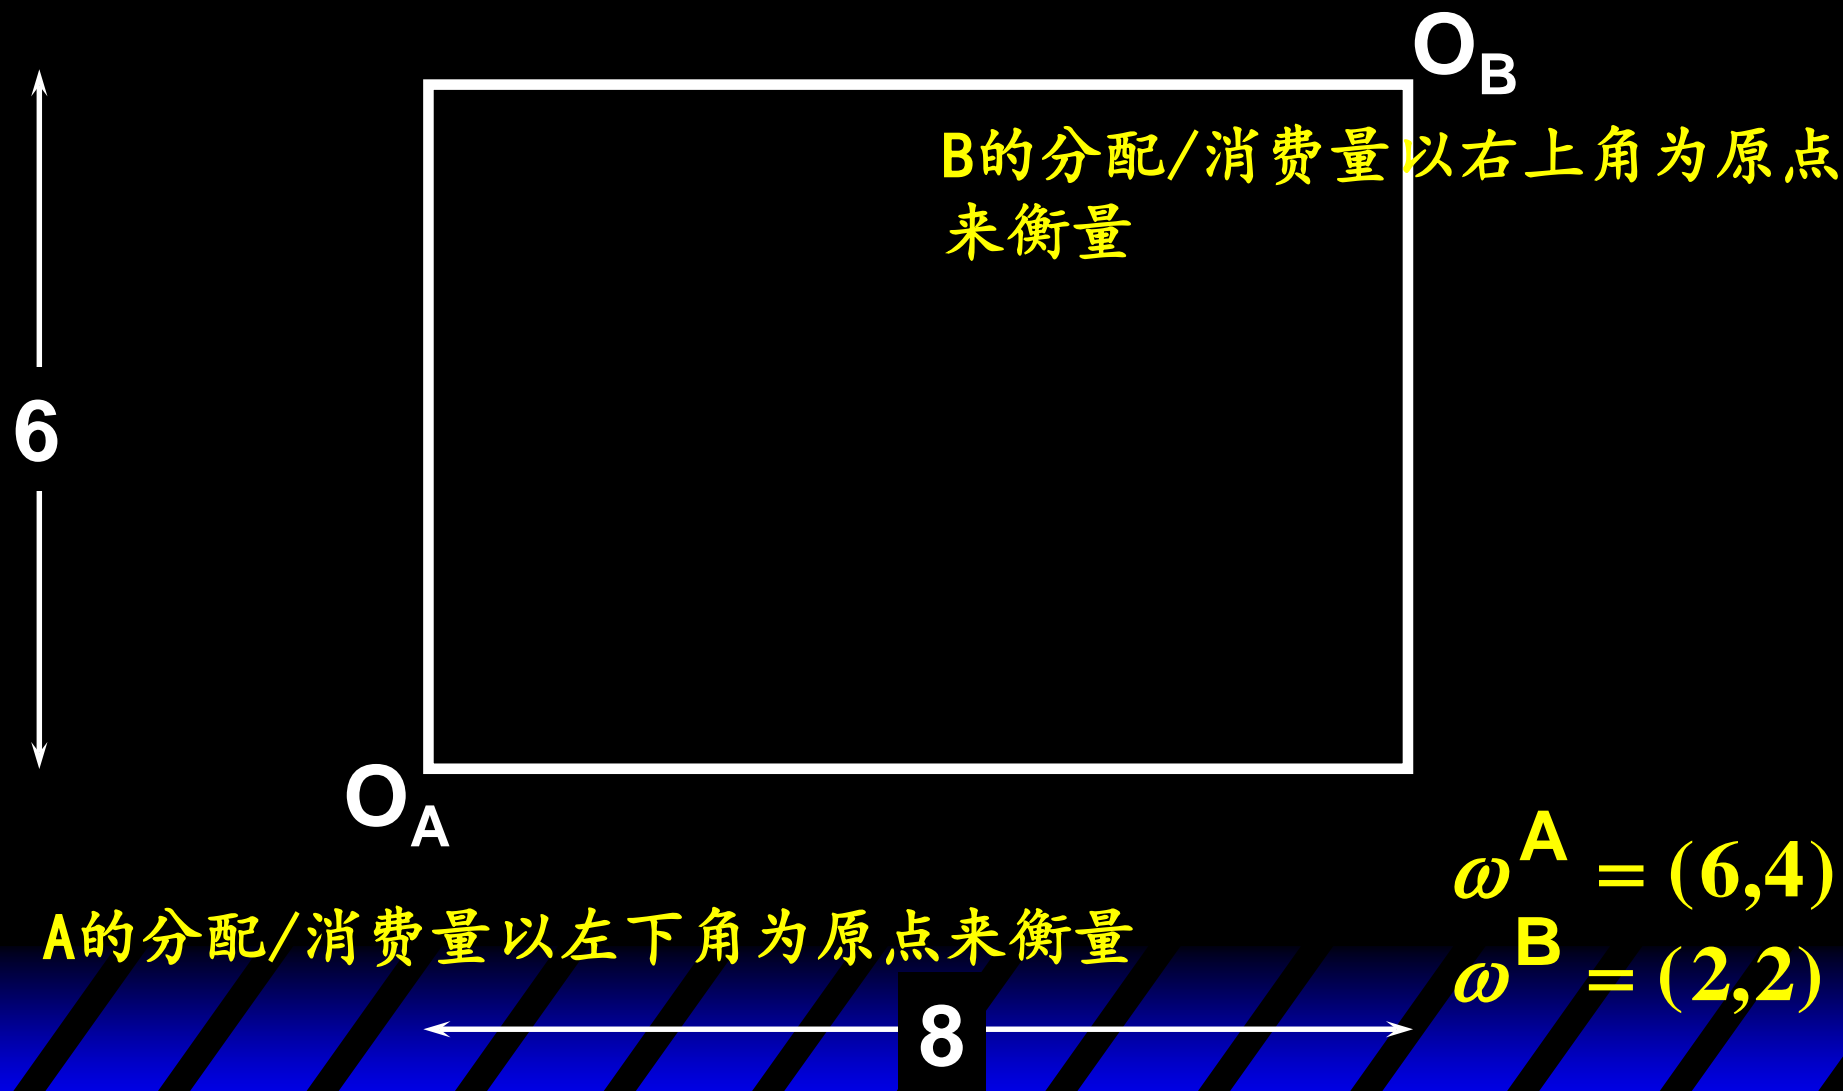 O_B
B的分配/消费量以右上角为原点
来衡量
6
O_A
ω^A = (6,4)
A的分配/消费量以左下角为原点来衡量
ω^B = (2,2)
8